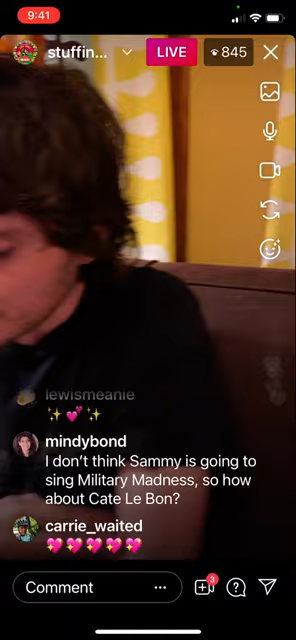 9:41
stuffin...
LIVE
845
lewismeanie
mindybond
I don't think Sammy is going to
sing Military Madness, so how
about Cate Le Bon?
carrie_waited
Comment
3